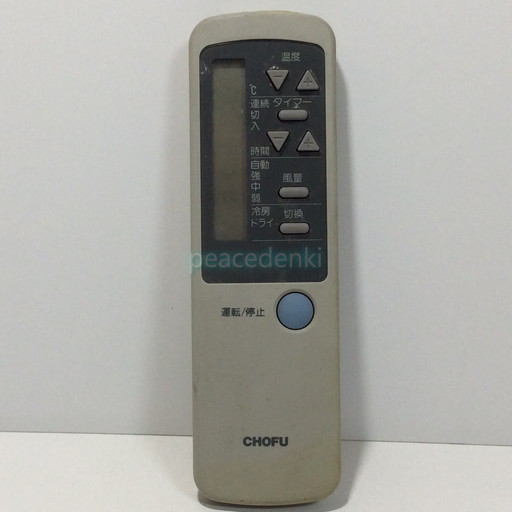 温度
℃
連続 タイマー
切
入
時間
自動
強 風量
中
弱
冷房 切換
ドライ
peacedenki
運転/停止
CHOFU